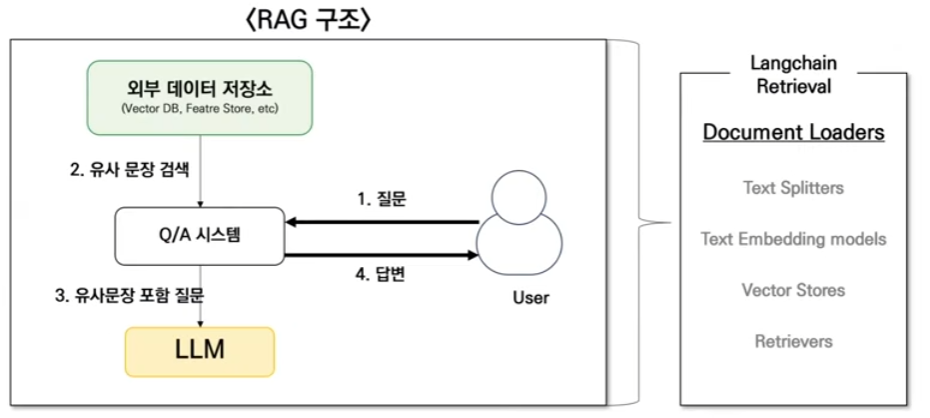 <RAG 구조>
외부 데이터 저장소
(Vector DB, Featre Store, etc)
2. 유사 문장 검색
1. 질문
Q/A 시스템
4. 답변
3. 유사문장 포함 질문
User
LLM
Langchain
Retrieval
Document Loaders
Text Splitters
Text Embedding models
Vector Stores
Retrievers